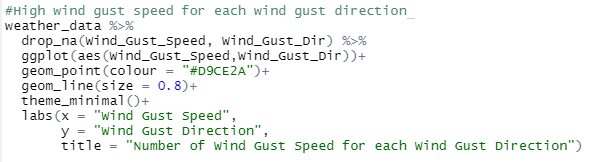 #High wind gust speed for each wind gust direction
weather_data %>%
  drop_na(Wind_Gust_Speed, Wind_Gust_Dir) %>%
  ggplot(aes(Wind_Gust_Speed,Wind_Gust_Dir))+
  geom_point(colour = "#D9CE2A")+
  geom_line(size = 0.8)+
  theme_minimal()+
  labs(x = "Wind Gust Speed",
       y = "Wind Gust Direction",
       title = "Number of Wind Gust Speed for each Wind Gust Direction")